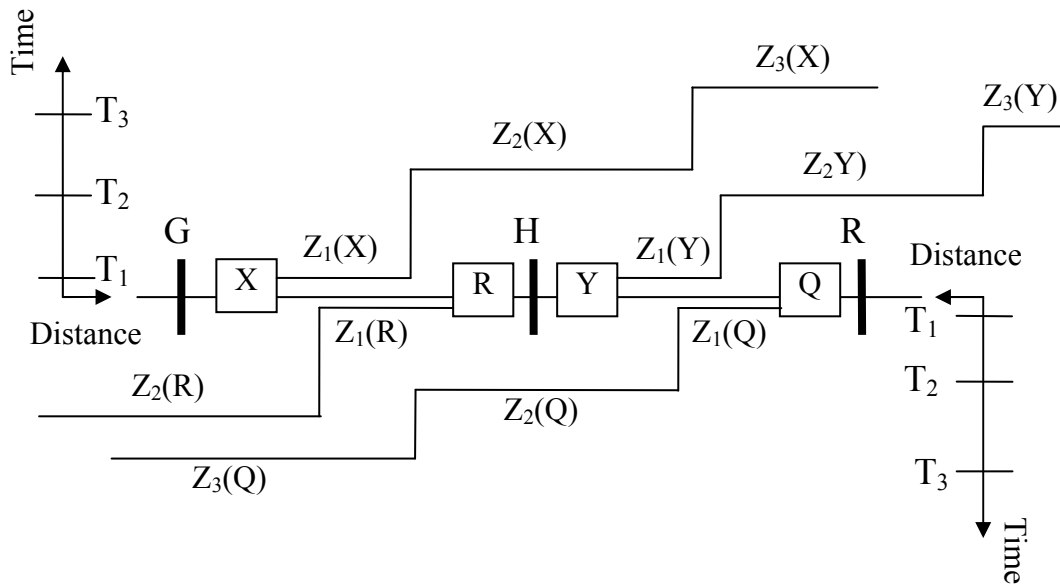 Time
T₃
T₂
T₁
Distance
Z₃(X)
Z₃(Y)
Z₂(X)
Z₂Y)
G
H
R
Z₁(X)
Z₁(Y)
Distance
X
R
Y
Q
Z₁(R)
Z₁(Q)
T₁
Z₂(R)
Z₂(Q)
T₂
Z₃(Q)
T₃
Time